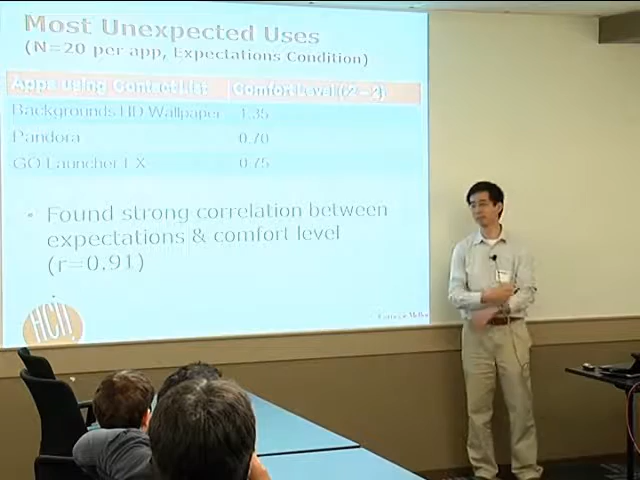 Most Unexpected Uses
(N=20 per app, Expectations Condition)
Apps using Contact List Comfort Level (-2 – 2)
Backgrounds HD Wallpaper -1.35
Pandora -0.70
GO Launcher EX -0.75
• Found strong correlation between
expectations & comfort level
(r=0.91)
HCII
Carnegie Mellon